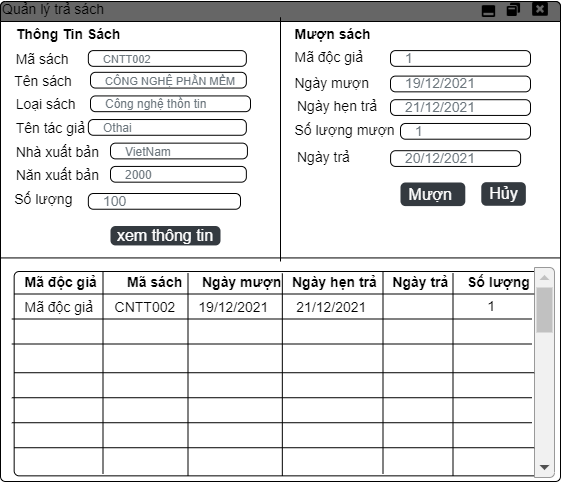 Quản lý trả sách
Thông Tin Sách
Mã sách CNTT002
Tên sách CÔNG NGHỆ PHẦN MỀM
Loại sách Công nghệ thôn tin
Tên tác giả Othai
Nhà xuất bản VietNam
Năn xuất bản 2000
Số lượng 100
xem thông tin
Mượn sách
Mã độc giả 1
Ngày mượn 19/12/2021
Ngày hẹn trả 21/12/2021
Số lượng mượn 1
Ngày trả 20/12/2021
Mượn Hủy
Mã độc giả Mã sách Ngày mượn Ngày hẹn trả Ngày trả Số lượng
Mã độc giả CNTT002 19/12/2021 21/12/2021 1